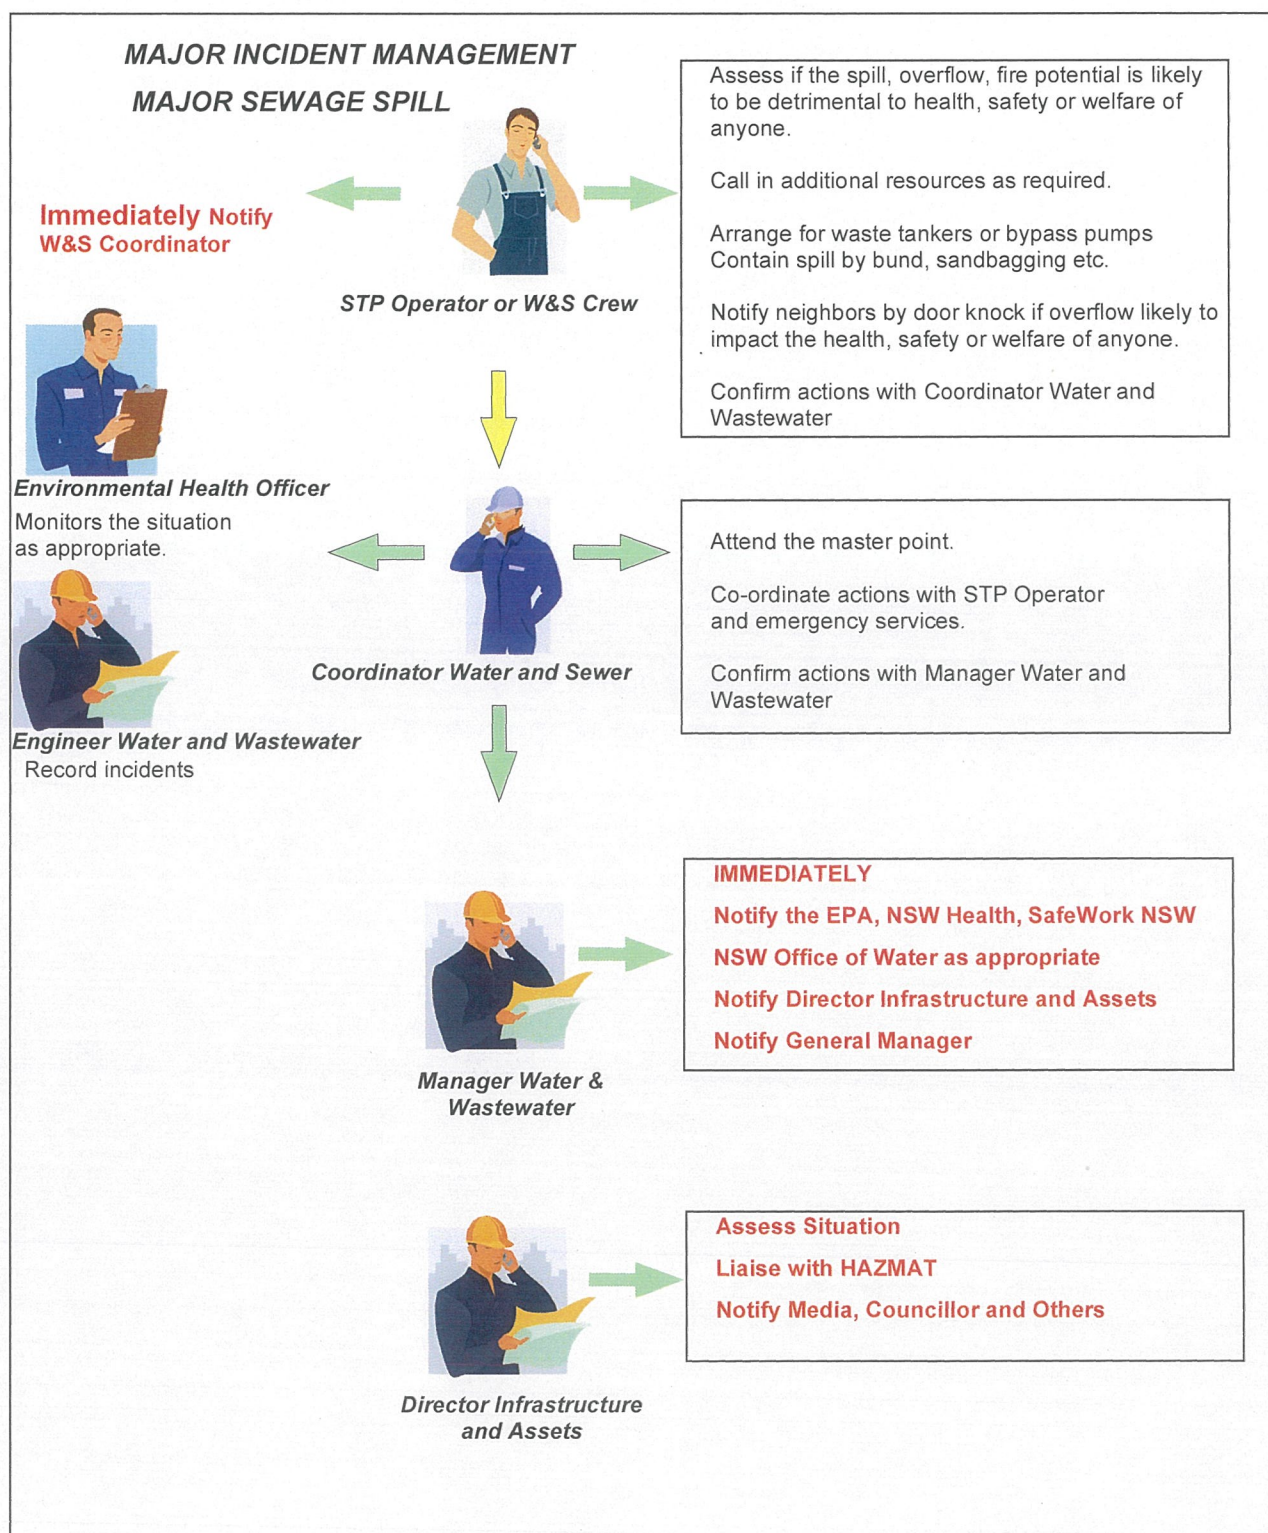 MAJOR INCIDENT MANAGEMENT
MAJOR SEWAGE SPILL
Assess if the spill, overflow, fire potential is likely
to be detrimental to health, safety or welfare of
anyone.
Call in additional resources as required.
Arrange for waste tankers or bypass pumps
Contain spill by bund, sandbagging etc.
Notify neighbors by door knock if overflow likely to
impact the health, safety or welfare of anyone.
Confirm actions with Coordinator Water and
Wastewater
Immediately Notify
W&S Coordinator
STP Operator or W&S Crew
Environmental Health Officer
Monitors the situation
as appropriate.
Attend the master point.
Co-ordinate actions with STP Operator
and emergency services.
Confirm actions with Manager Water and
Wastewater
Coordinator Water and Sewer
Engineer Water and Wastewater
Record incidents
IMMEDIATELY
Notify the EPA, NSW Health, SafeWork NSW
NSW Office of Water as appropriate
Notify Director Infrastructure and Assets
Notify General Manager
Manager Water &
Wastewater
Assess Situation
Liaise with HAZMAT
Notify Media, Councillor and Others
Director Infrastructure
and Assets